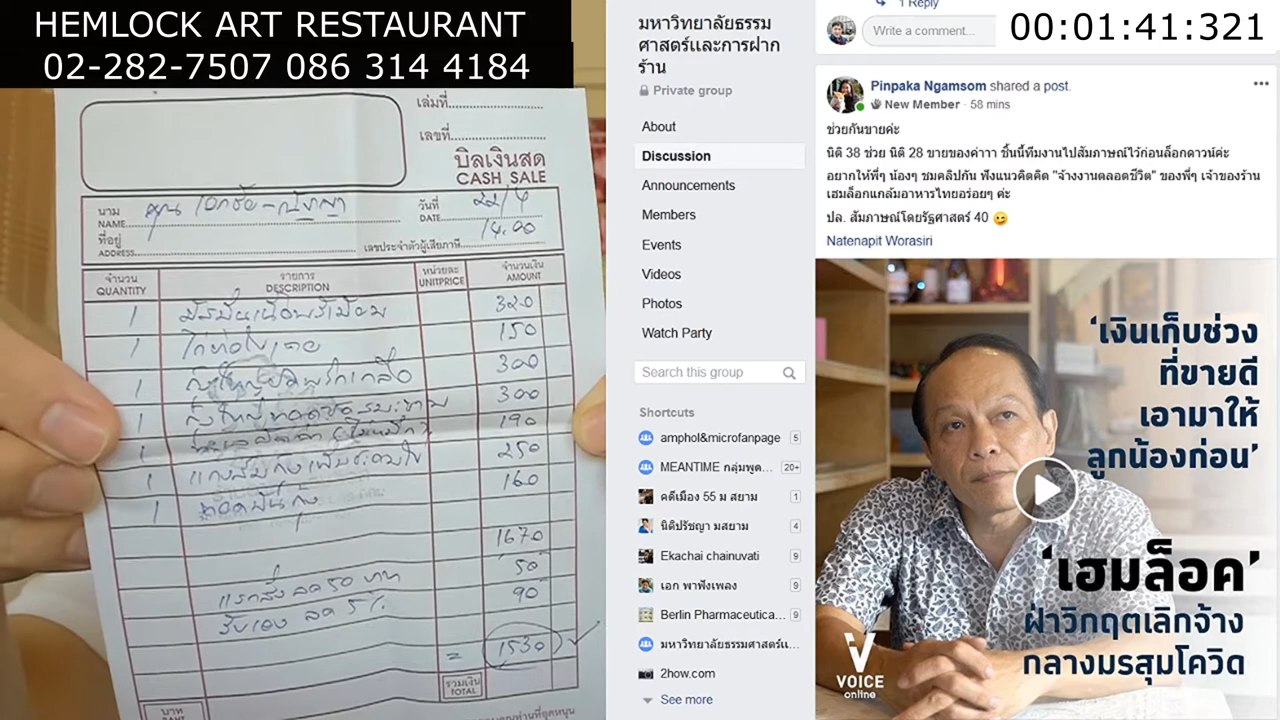 HEMLOCK ART RESTAURANT
02-282-7507 086 314 4184
เล่มที่
เลขที่
บิลเงินสด
CASH SALE
นาม
NAME
คุณ
วันที่
DATE
22/4
14.00
ที่อยู่
ADDRESS
เลขประจำตัวผู้เสียภาษี
จำนวน
QUANTITY
รายการ
DESCRIPTION
หน่วยละ
UNITPRICE
จำนวนเงิน
AMOUNT
1 320
1 ไก่ห่อใบเตย 150
1 300
1 300
1 190
1 250
1 160
1670
50
90
= 1530
รวมเงิน
TOTAL
บาท
มหาวิทยาลัยธรรม
ศาสตร์และการฝาก
ร้าน
Private group
About
Discussion
Announcements
Members
Events
Videos
Photos
Watch Party
Search this group
Shortcuts
amphol&microfanpage 5
MEANTIME กลุ่มพูด... 20+
คดีเมือง 55 ม สยาม 1
นิติปรัชญา มสยาม 4
Ekachai chainuvati 9
เอก พาฟังเพลง 9
Berlin Pharmaceutica... 9
มหาวิทยาลัยธรรมศาสตร์แ...
2how.com
See more
1 Reply
Write a comment...
00:01:41:321
Pinpaka Ngamsom shared a post.
New Member · 58 mins
ช่วยกันขายค่ะ
นิติ 38 ช่วย นิติ 28 ขายของค่าาา ชิ้นนี้ทีมงานไปสัมภาษณ์ไว้ก่อนล็อกดาวน์ค่ะ
อยากให้พี่ๆ น้องๆ ชมคลิปกัน ฟังแนวคิดคิด "จ้างงานตลอดชีวิต" ของพี่ๆ เจ้าของร้าน
เฮมล็อกแกล้มอาหารไทยอร่อยๆ ค่ะ
ปล. สัมภาษณ์โดยรัฐศาสตร์ 40 😉
Natenapit Worasiri
'เงินเก็บช่วง
ที่ขายดี
เอามาให้
ลูกน้องก่อน'
'เฮมล็อค'
ฝ่าวิกฤตเลิกจ้าง
กลางมรสุมโควิด
VOICE
online